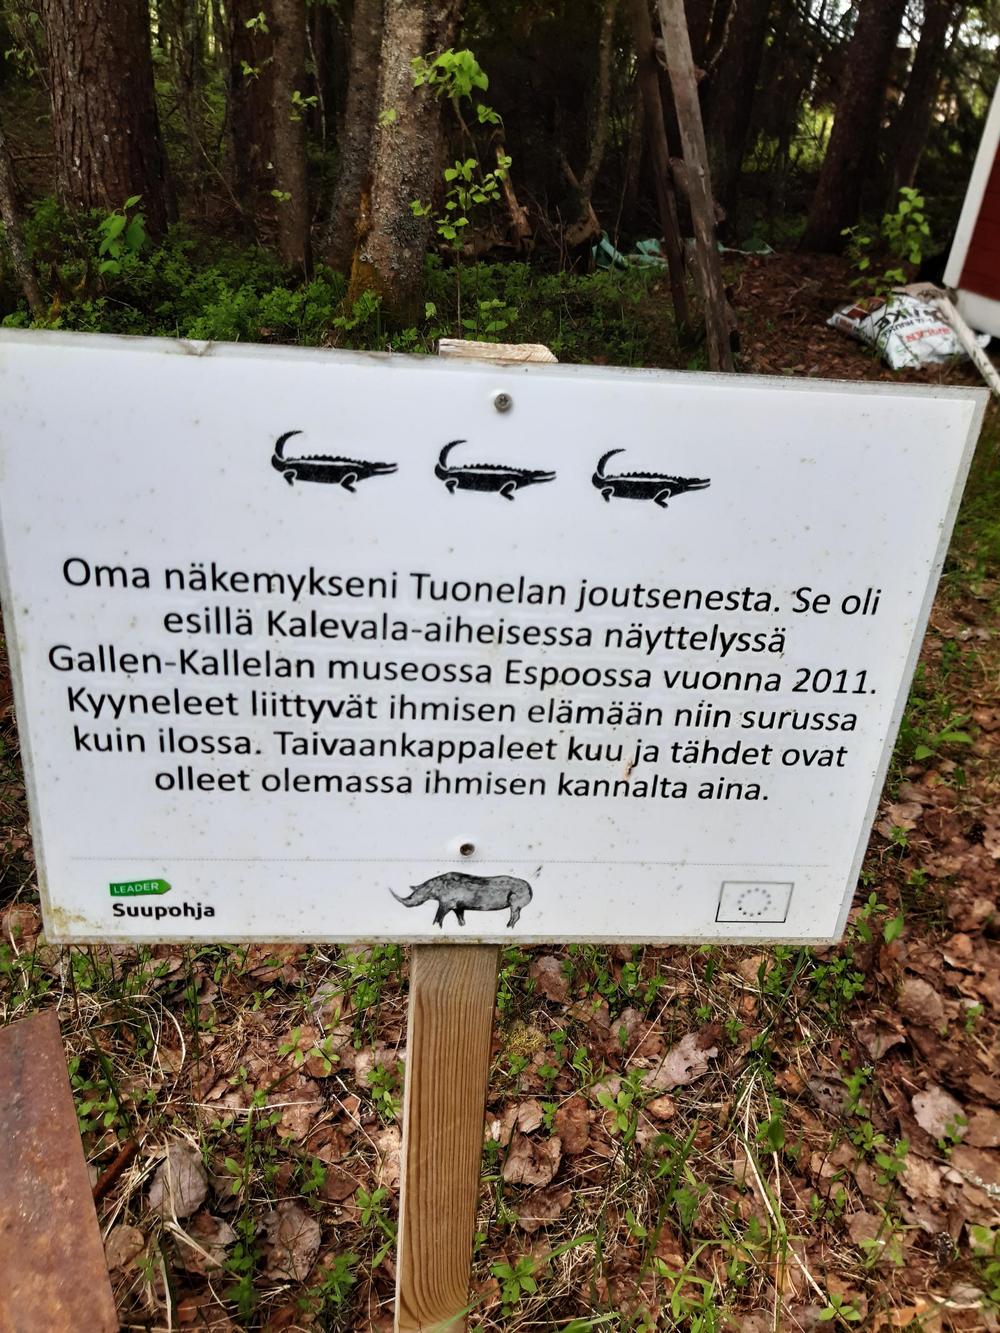 Oma näkemykseni Tuonelan joutsenesta. Se oli
esillä Kalevala-aiheisessa näyttelyssä
Gallen-Kallelan museossa Espoossa vuonna 2011.
Kyyneleet liittyvät ihmisen elämään niin surussa
kuin ilossa. Taivaankappaleet kuu ja tähdet ovat
olleet olemassa ihmisen kannalta aina.
LEADER
Suupohja